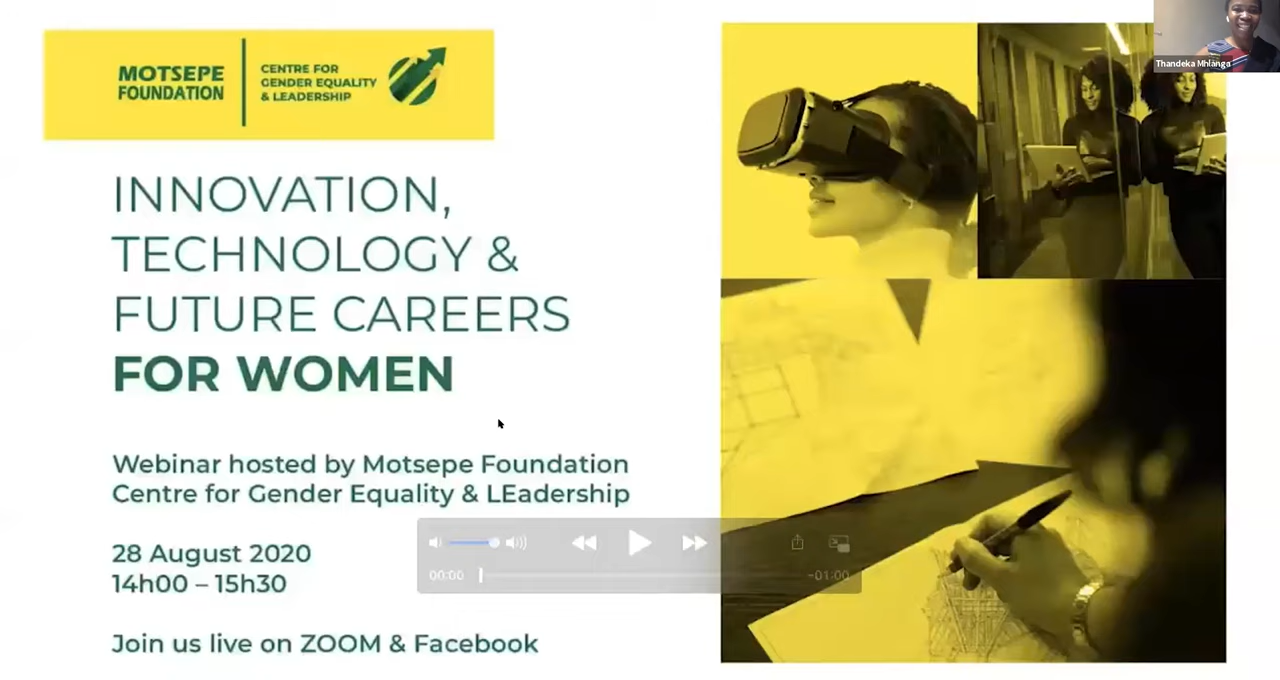 MOTSEPE
FOUNDATION
CENTRE FOR
GENDER EQUALITY
& LEADERSHIP
Thandeka Mhlanga
INNOVATION,
TECHNOLOGY &
FUTURE CAREERS
FOR WOMEN
Webinar hosted by Motsepe Foundation
Centre for Gender Equality & LEadership
28 August 2020
14h00 – 15h30
Join us live on ZOOM & Facebook
00:00
-01:00